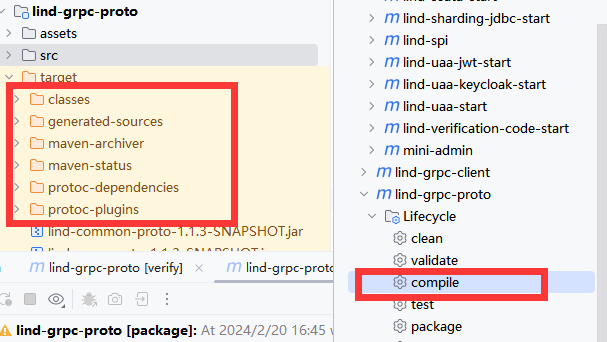 lind-grpc-proto
assets
src
target
classes
generated-sources
maven-archiver
maven-status
protoc-dependencies
protoc-plugins
lind-common-proto-1.1.3-SNAPSHOT.jar
lind-grpc-proto [verify]
lind-grpc-proto
lind-grpc-proto [package]: At 2024/2/20 16:45 w
lind-sharding-jdbc-start
lind-spi
lind-uaa-jwt-start
lind-uaa-keycloak-start
lind-uaa-start
lind-verification-code-start
mini-admin
lind-grpc-client
lind-grpc-proto
Lifecycle
clean
validate
compile
test
package